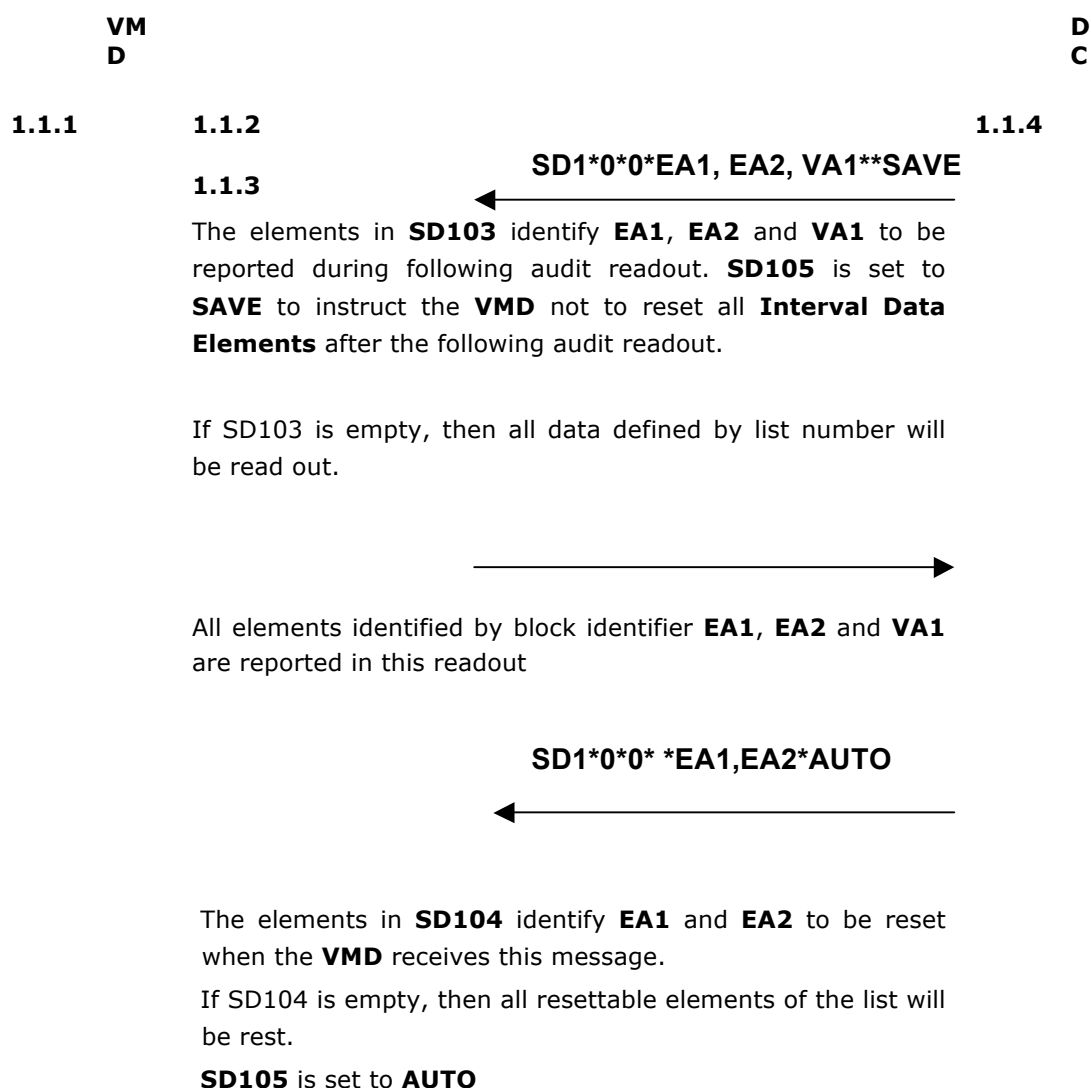 VM
D
D
C
1.1.1 1.1.2 1.1.4
SD1*0*0*EA1, EA2, VA1**SAVE
1.1.3
The elements in SD103 identify EA1, EA2 and VA1 to be
reported during following audit readout. SD105 is set to
SAVE to instruct the VMD not to reset all Interval Data
Elements after the following audit readout.
If SD103 is empty, then all data defined by list number will
be read out.
All elements identified by block identifier EA1, EA2 and VA1
are reported in this readout
SD1*0*0* *EA1,EA2*AUTO
The elements in SD104 identify EA1 and EA2 to be reset
when the VMD receives this message.
If SD104 is empty, then all resettable elements of the list will
be rest.
SD105 is set to AUTO